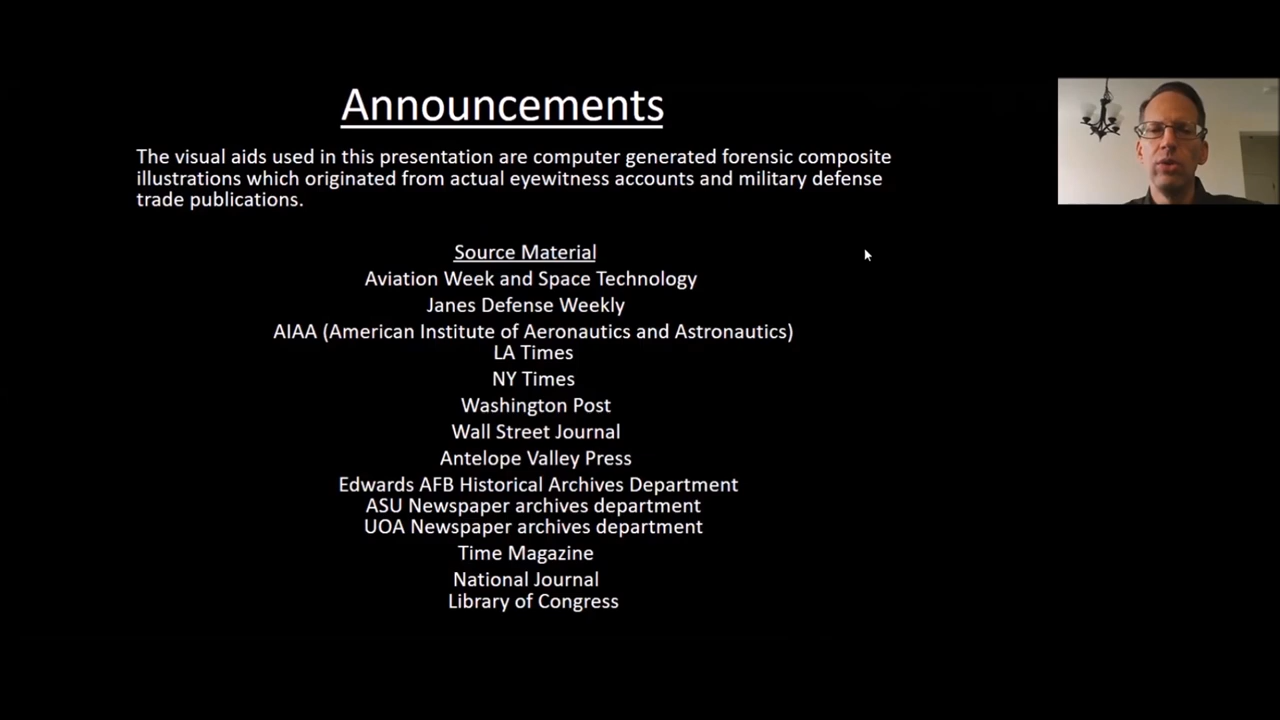 Announcements
The visual aids used in this presentation are computer generated forensic composite
illustrations which originated from actual eyewitness accounts and military defense
trade publications.
Source Material
Aviation Week and Space Technology
Janes Defense Weekly
AIAA (American Institute of Aeronautics and Astronautics)
LA Times
NY Times
Washington Post
Wall Street Journal
Antelope Valley Press
Edwards AFB Historical Archives Department
ASU Newspaper archives department
UOA Newspaper archives department
Time Magazine
National Journal
Library of Congress